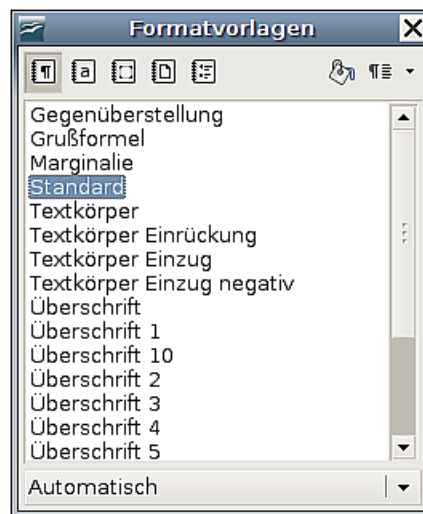 Formatvorlagen
Gegenüberstellung
Grußformel
Marginalie
Standard
Textkörper
Textkörper Einrückung
Textkörper Einzug
Textkörper Einzug negativ
Überschrift
Überschrift 1
Überschrift 10
Überschrift 2
Überschrift 3
Überschrift 4
Überschrift 5
Automatisch